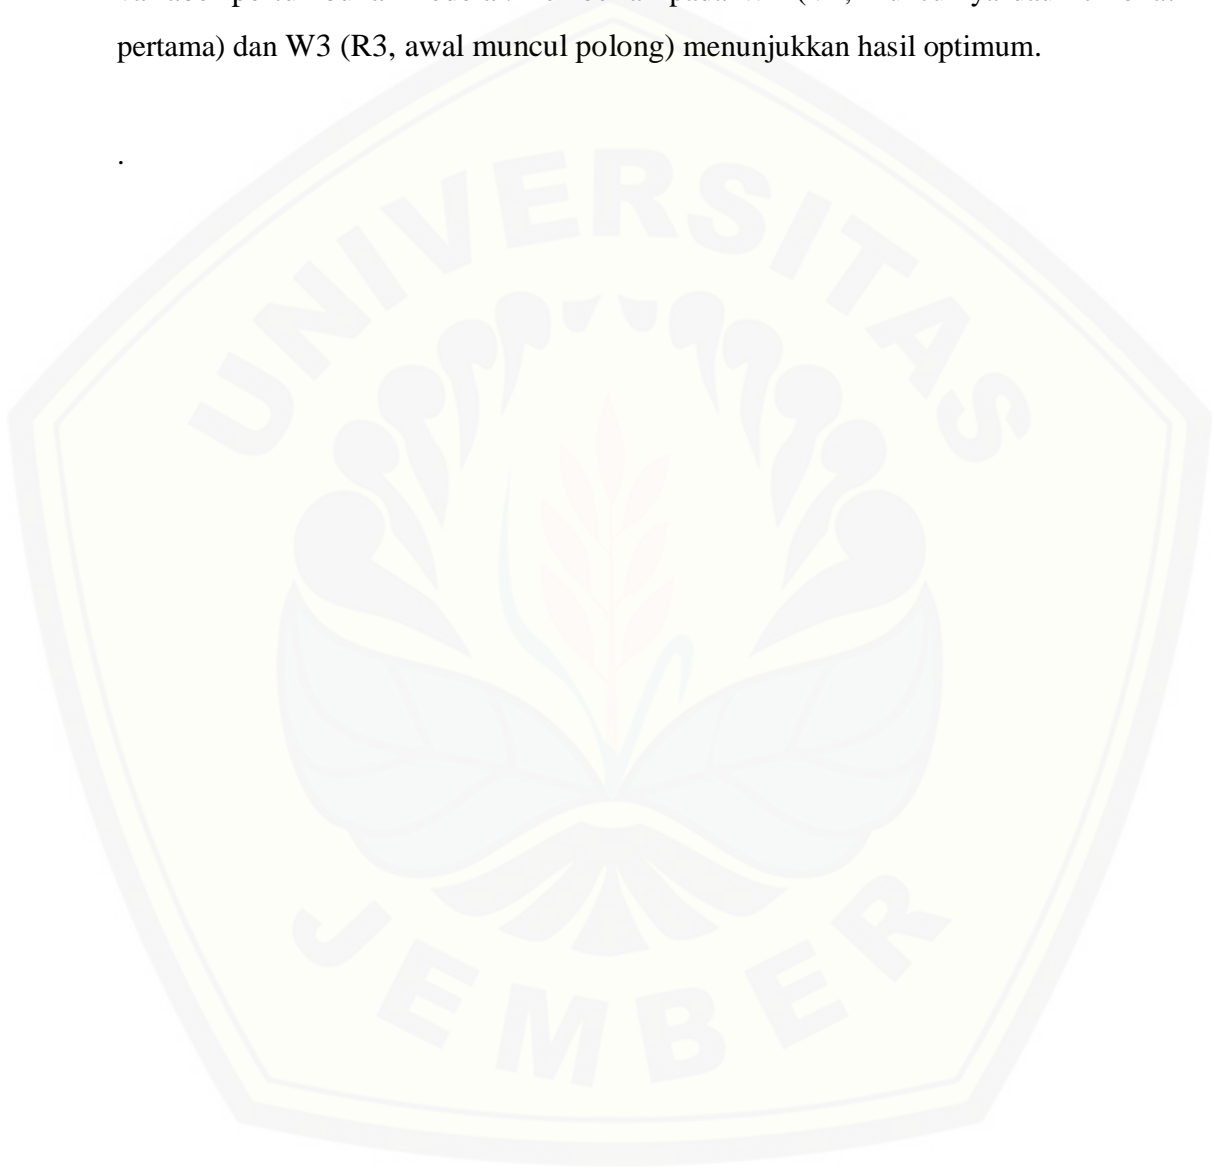 pertama) dan W3 (R3, awal muncul polong) menunjukkan hasil optimum.
.
UNIVERSITAS
JEMBER